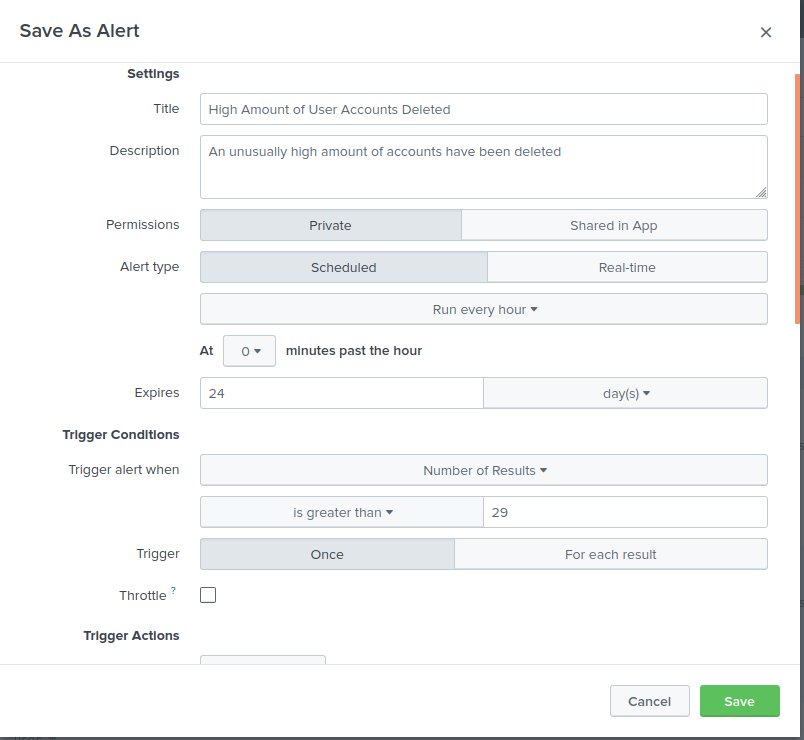 Save As Alert
×
Settings
Title High Amount of User Accounts Deleted
Description An unusually high amount of accounts have been deleted
Permissions Private Shared in App
Alert type Scheduled Real-time
Run every hour
At 0 minutes past the hour
Expires 24 day(s)
Trigger Conditions
Trigger alert when Number of Results
is greater than 29
Trigger Once For each result
Throttle ?
Trigger Actions
Cancel Save